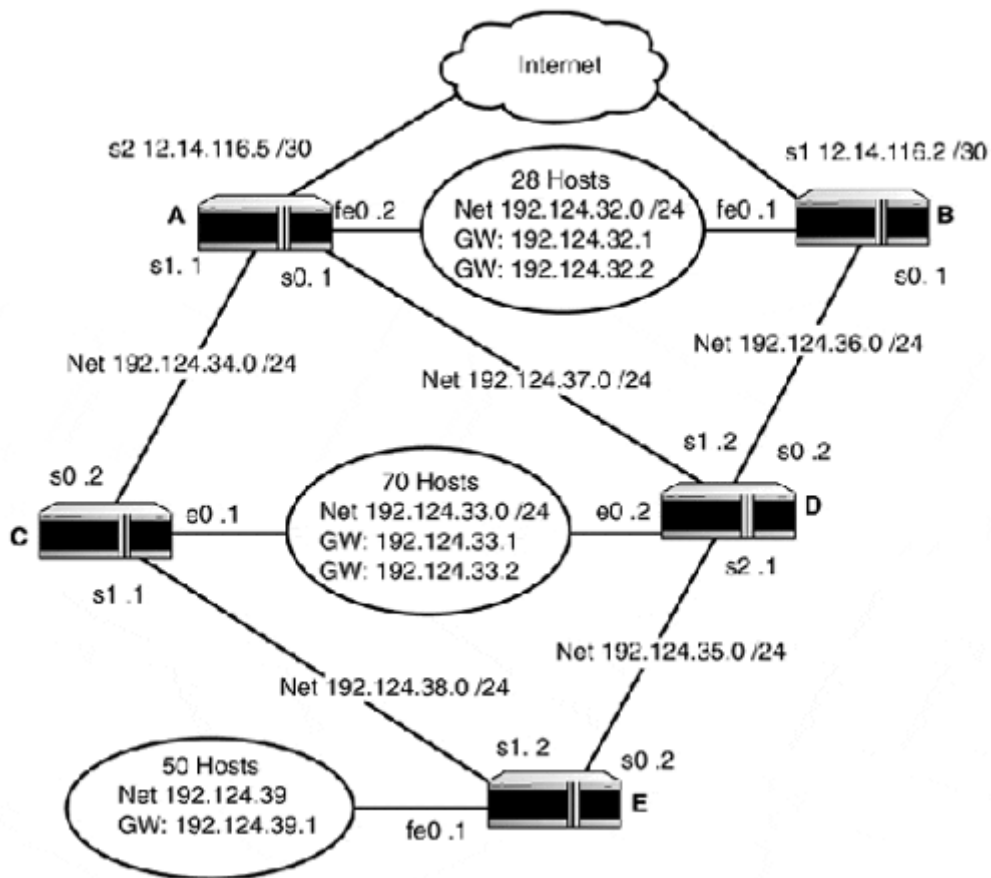 Internet
s2 12.14.116.5 /30
s1 12.14.116.2 /30
A
fe0 .2
28 Hosts
Net 192.124.32.0 /24
GW: 192.124.32.1
GW: 192.124.32.2
fe0 .1
B
s1. 1
s0. 1
s0. 1
Net 192.124.34.0 /24
Net 192.124.37.0 /24
Net 192.124.36.0 /24
s0 .2
s1 .2
s0 .2
C
e0 .1
70 Hosts
Net 192.124.33.0 /24
GW: 192.124.33.1
GW: 192.124.33.2
e0 .2
D
s1 .1
s2 .1
Net 192.124.35.0 /24
Net 192.124.38.0 /24
s1. 2
s0 .2
50 Hosts
Net 192.124.39
GW: 192.124.39.1
fe0 .1
E